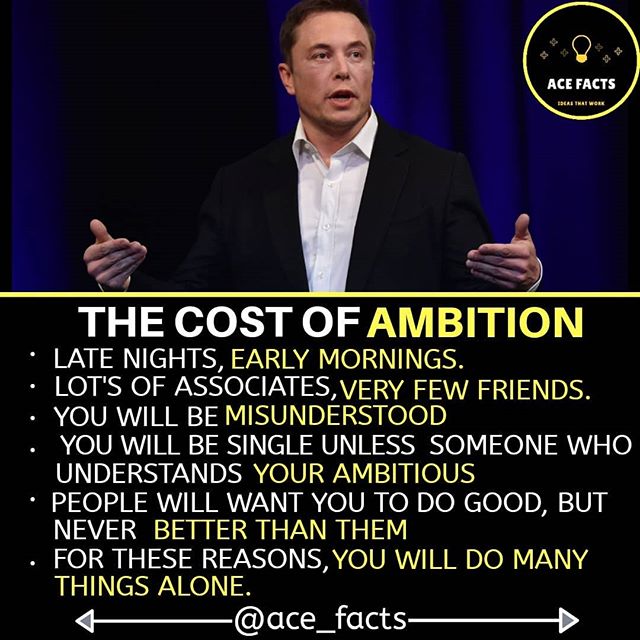 ACE FACTS
IDEAS THAT WORK
THE COST OF AMBITION
· LATE NIGHTS, EARLY MORNINGS.
· LOT'S OF ASSOCIATES,VERY FEW FRIENDS.
· YOU WILL BE MISUNDERSTOOD
· YOU WILL BE SINGLE UNLESS SOMEONE WHO
UNDERSTANDS YOUR AMBITIOUS
· PEOPLE WILL WANT YOU TO DO GOOD, BUT
NEVER BETTER THAN THEM
· FOR THESE REASONS,YOU WILL DO MANY
THINGS ALONE.
@ace_facts